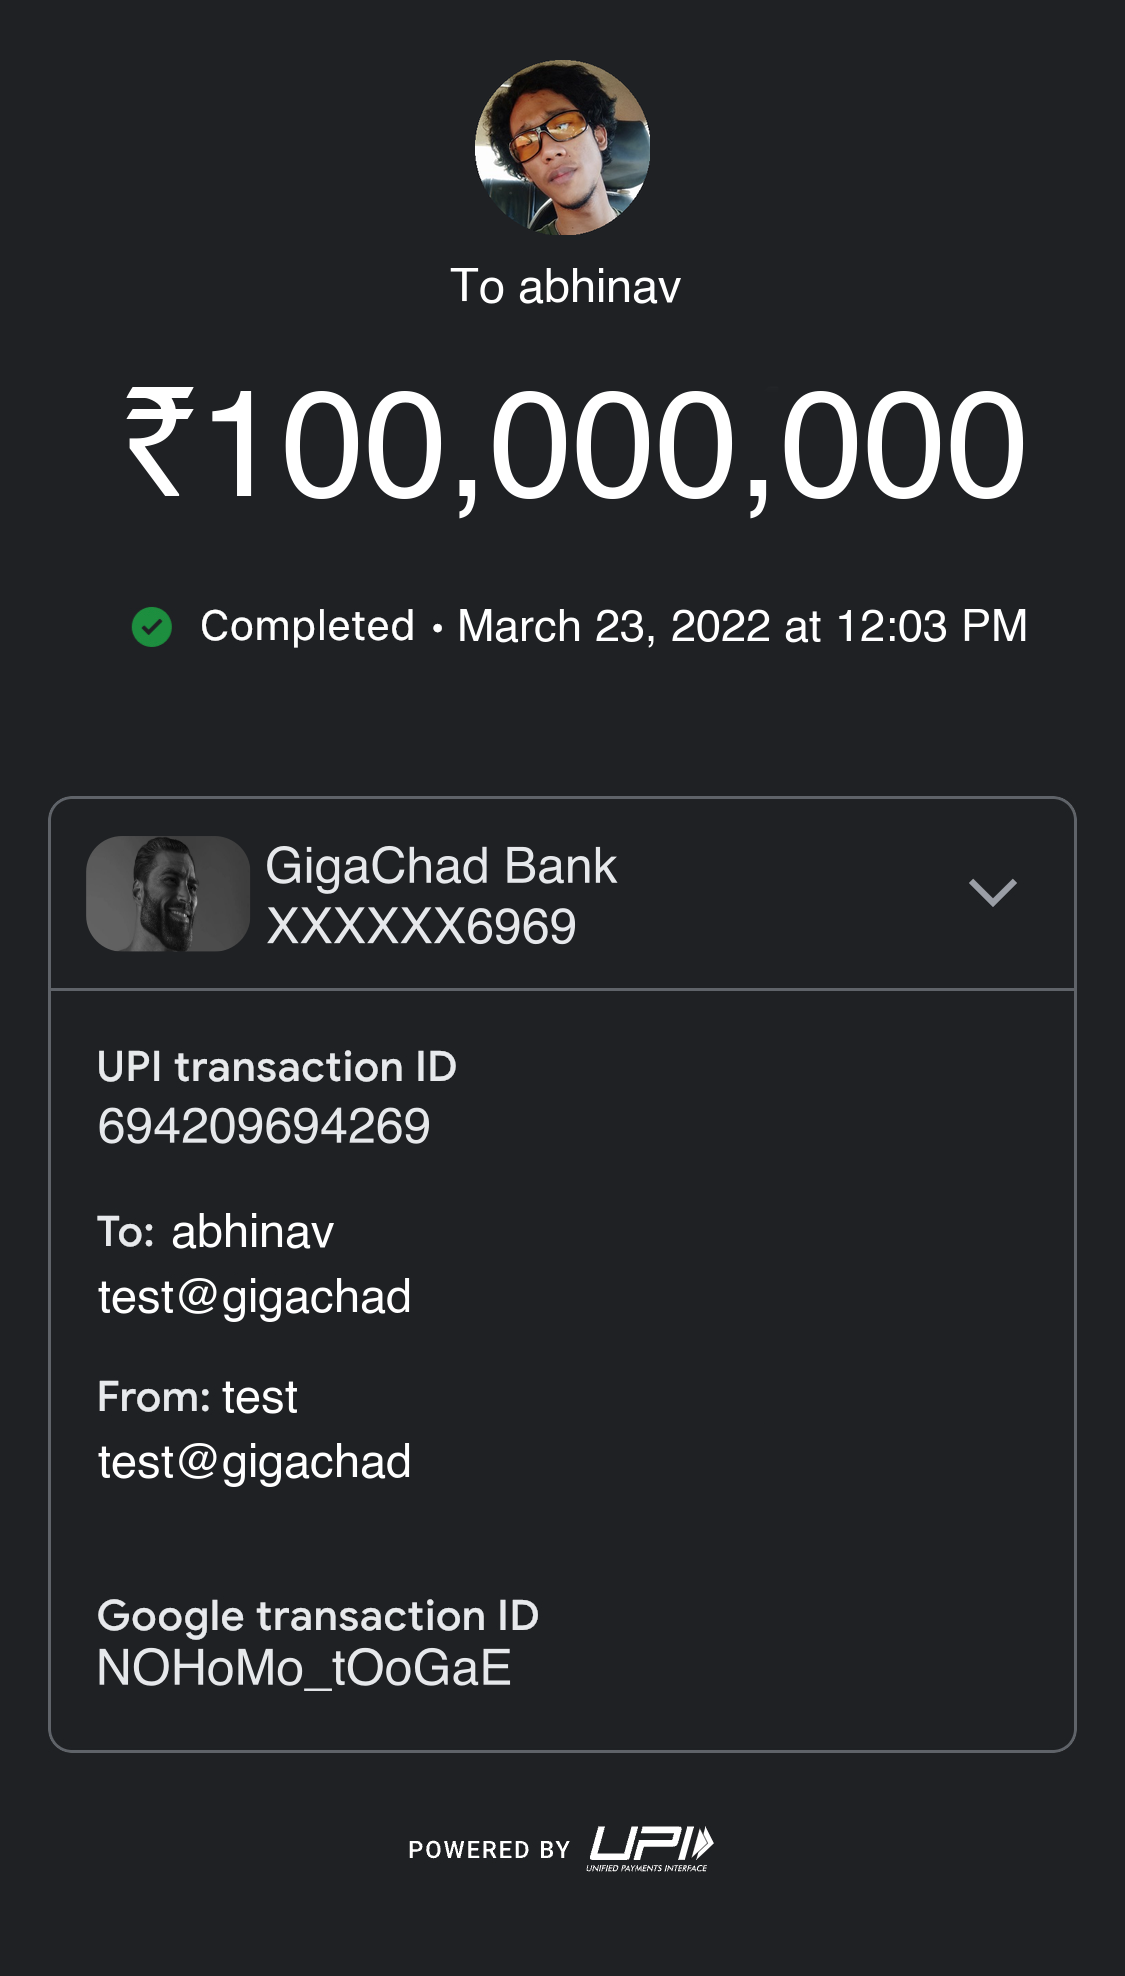 To abhinav
₹100,000,000
Completed • March 23, 2022 at 12:03 PM
GigaChad Bank
XXXXXX6969
UPI transaction ID
694209694269
To: abhinav
test@gigachad
From: test
test@gigachad
Google transaction ID
NOHoMo_tOoGaE
POWERED BY UPI
UNIFIED PAYMENTS INTERFACE